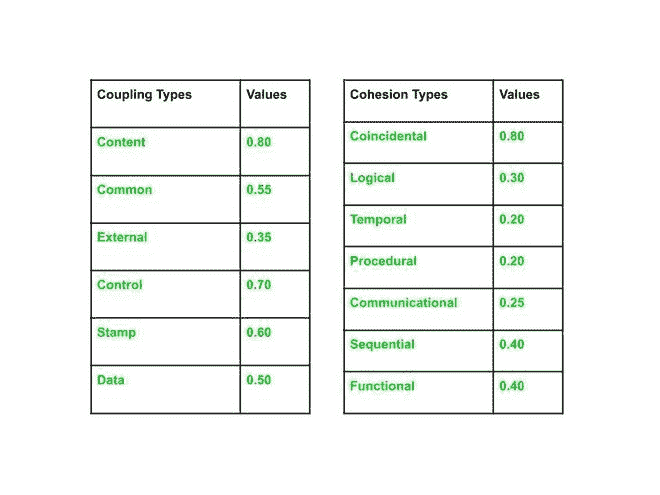 Coupling Types Values
Content 0.80
Common 0.55
External 0.35
Control 0.70
Stamp 0.60
Data 0.50
Cohesion Types Values
Coincidental 0.80
Logical 0.30
Temporal 0.20
Procedural 0.20
Communicational 0.25
Sequential 0.40
Functional 0.40